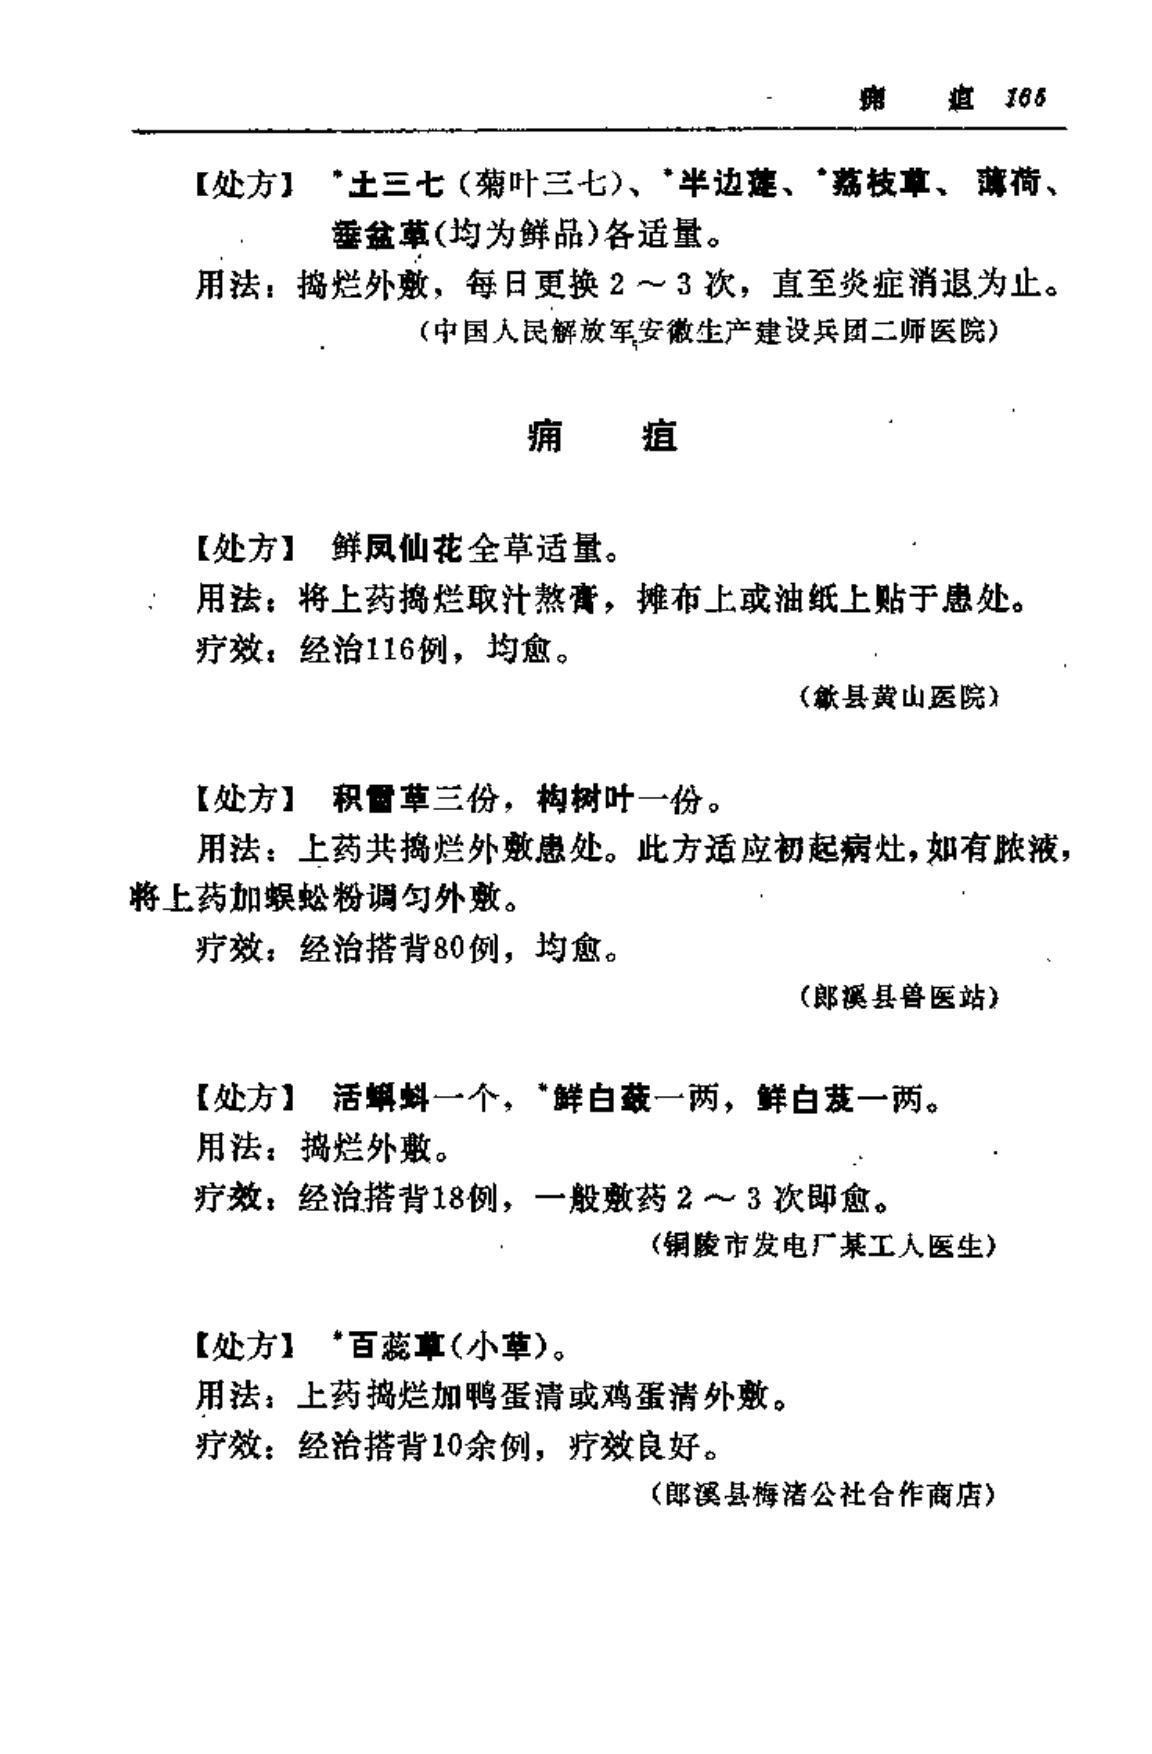 痈 疽 165
【处方】 *土三七（菊叶三七）、*半边莲、*荔枝草、薄荷、
垂盆草（均为鲜品）各适量。
用法：捣烂外敷，每日更换2～3次，直至炎症消退为止。
（中国人民解放军安徽生产建设兵团二师医院）
痈 疽
【处方】 鲜凤仙花全草适量。
用法：将上药捣烂取汁熬膏，摊布上或油纸上贴于患处。
疗效：经治116例，均愈。
（歙县黄山医院）
【处方】 积雪草三份，构树叶一份。
用法：上药共捣烂外敷患处。此方适应初起病灶，如有脓液，
将上药加蜈蚣粉调匀外敷。
疗效：经治搭背80例，均愈。
（郎溪县兽医站）
【处方】 活蝌蚪一个，*鲜白蔹一两，鲜白芨一两。
用法：捣烂外敷。
疗效：经治搭背18例，一般敷药2～3次即愈。
（铜陵市发电厂某工人医生）
【处方】 *百蕊草（小草）。
用法：上药捣烂加鸭蛋清或鸡蛋清外敷。
疗效：经治搭背10余例，疗效良好。
（郎溪县梅渚公社合作商店）